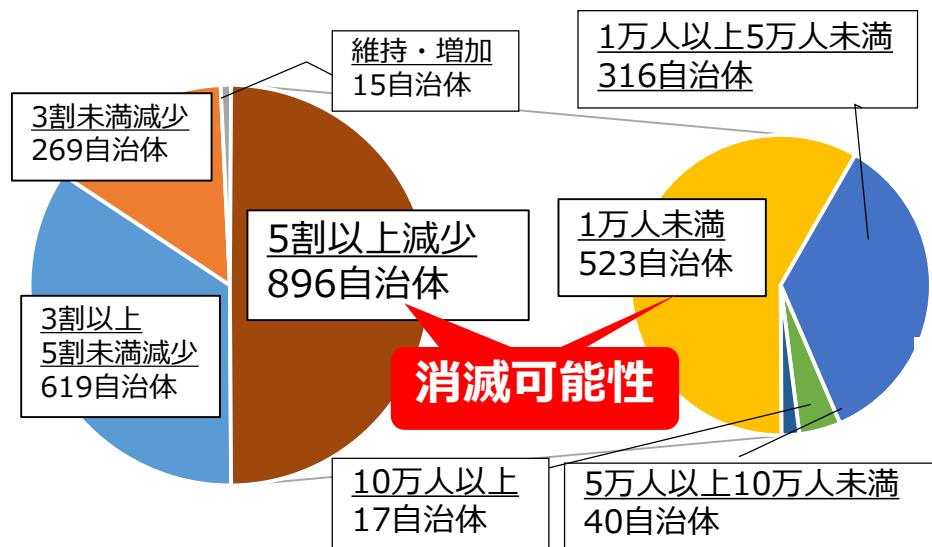 維持・増加
15自治体
1万人以上5万人未満
316自治体
3割未満減少
269自治体
5割以上減少
896自治体
1万人未満
523自治体
3割以上
5割未満減少
619自治体
消滅可能性
10万人以上
17自治体
5万人以上10万人未満
40自治体